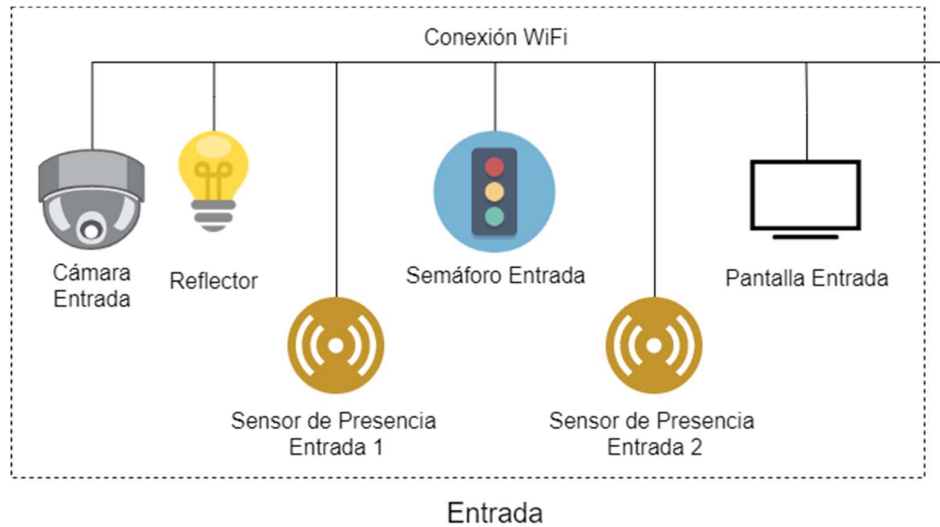 Conexión WiFi
Cámara
Entrada
Reflector
Semáforo Entrada
Pantalla Entrada
Sensor de Presencia
Entrada 1
Sensor de Presencia
Entrada 2
Entrada